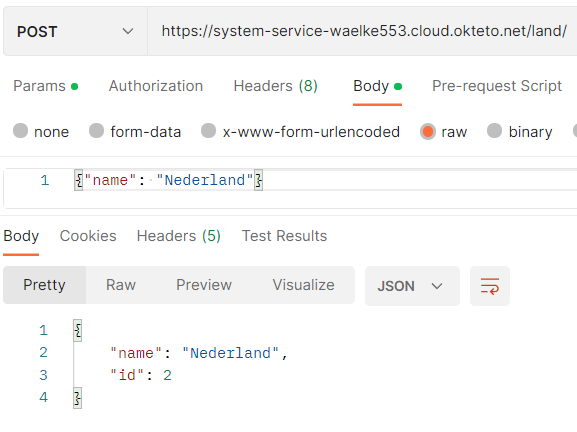 POST https://system-service-waelke553.cloud.okteto.net/land/
Params Authorization Headers (8) Body Pre-request Script
none form-data x-www-form-urlencoded raw binary
1 {"name": "Nederland"}
Body Cookies Headers (5) Test Results
Pretty Raw Preview Visualize JSON
1 {
2 "name": "Nederland",
3 "id": 2
4 }